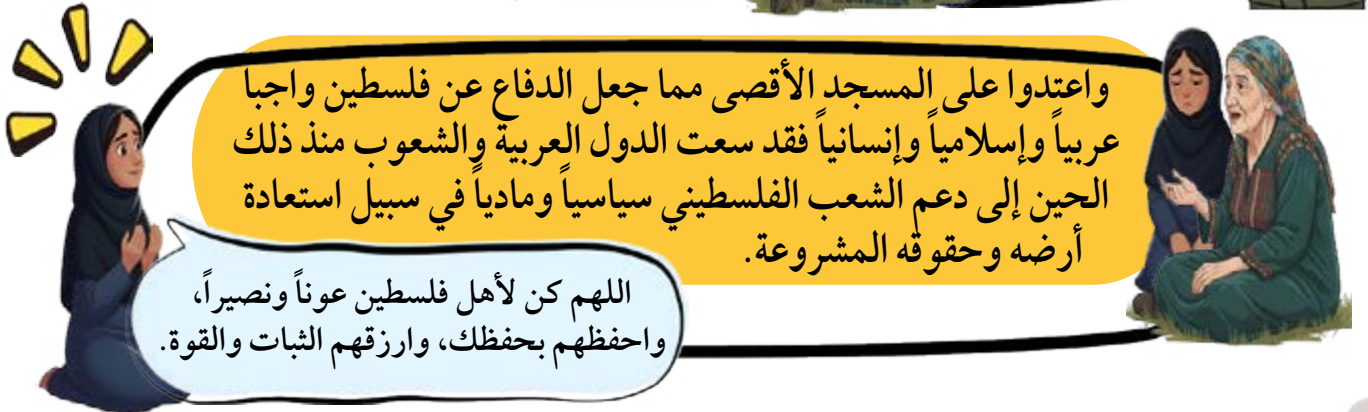 واعتدوا على المسجد الأقصى مما جعل الدفاع عن فلسطين واجبا
عربياً وإسلامياً وإنسانياً فقد سعت الدول العربية والشعوب منذ ذلك
الحين إلى دعم الشعب الفلسطيني سياسياً ومادياً في سبيل استعادة
أرضه وحقوقه المشروعة.
اللهم كن لأهل فلسطين عوناً ونصيراً،
واحفظهم بحفظك، وارزقهم الثبات والقوة.